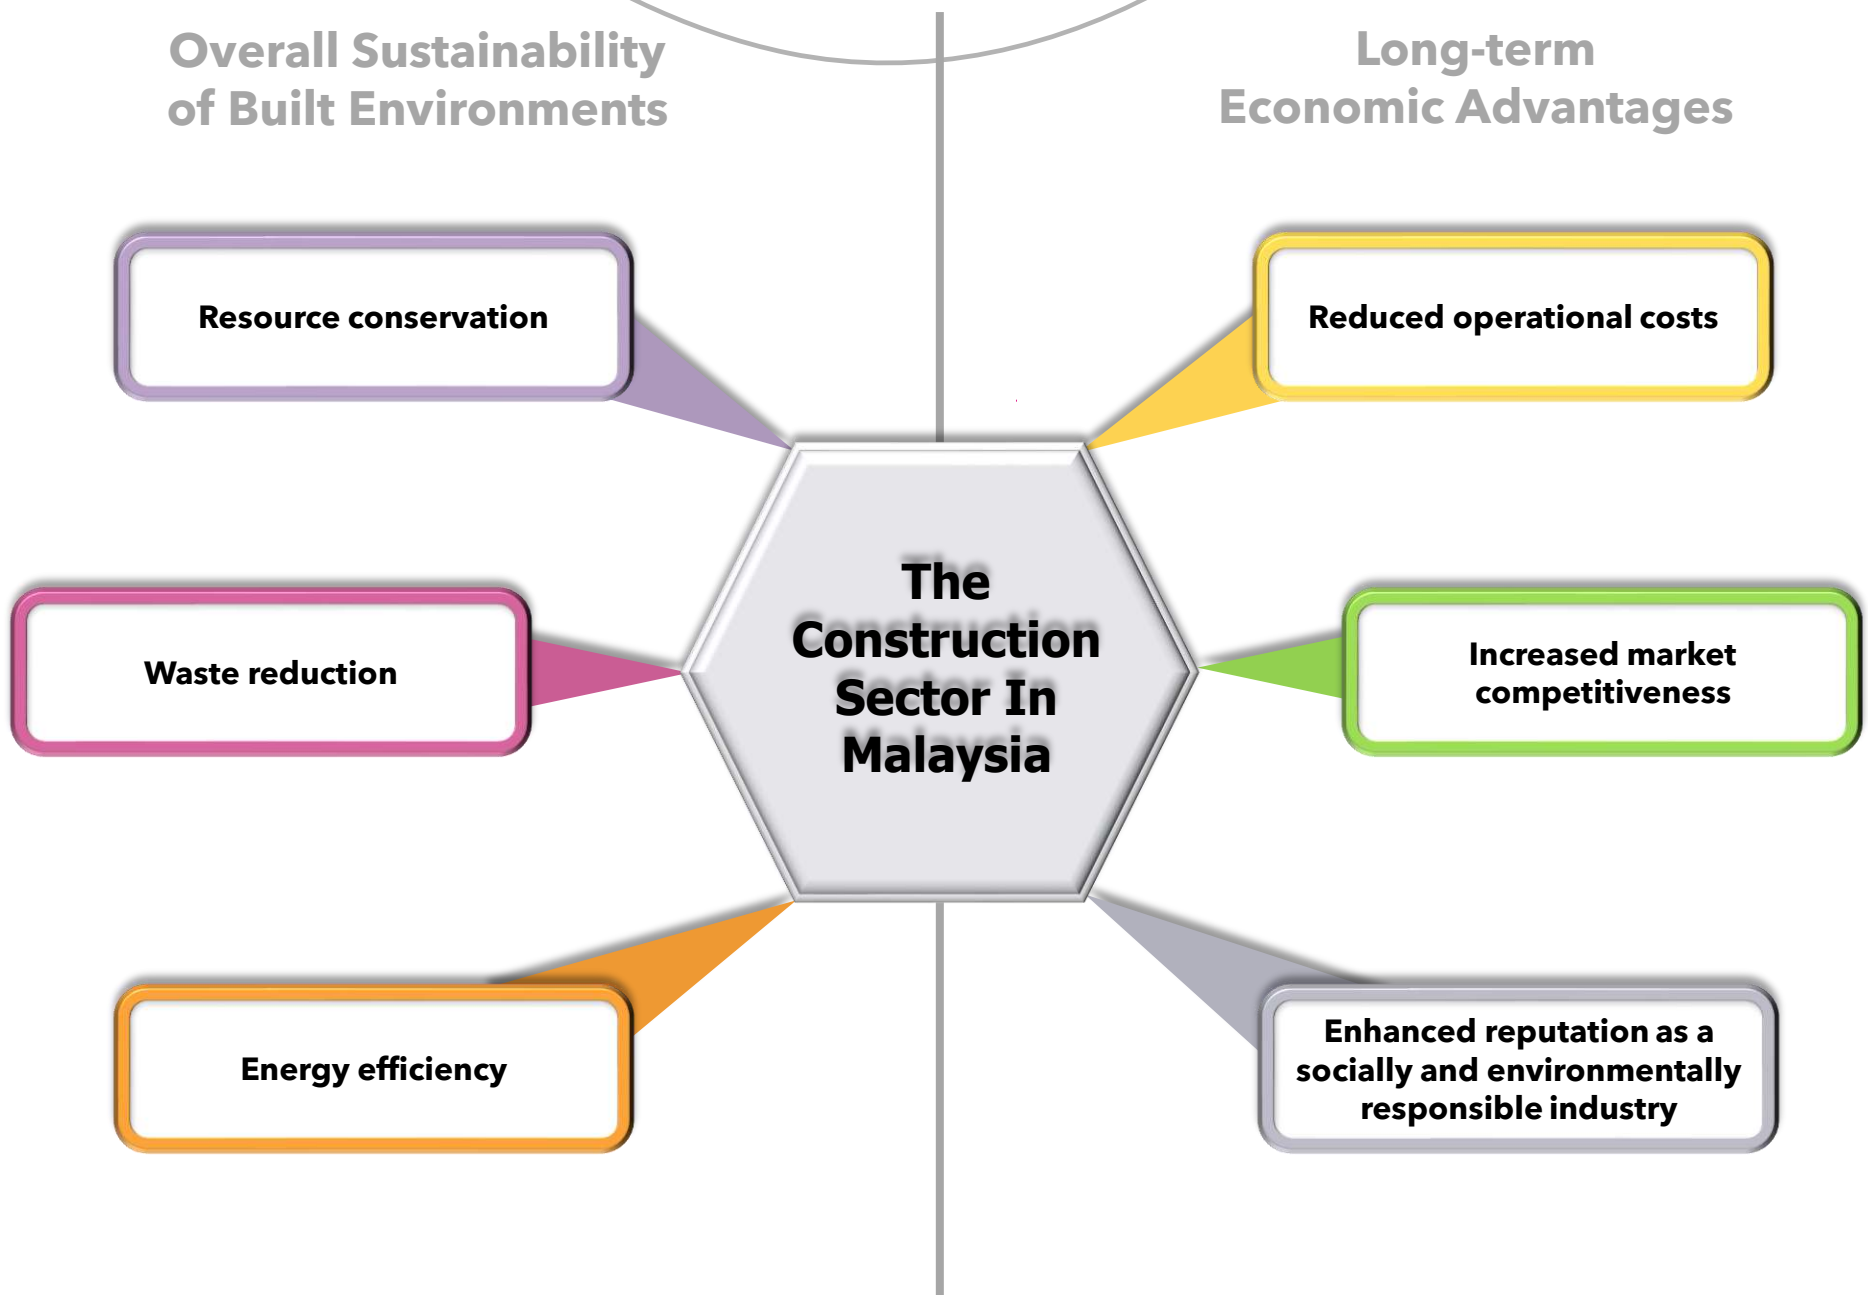 Overall Sustainability
of Built Environments
Long-term
Economic Advantages
Resource conservation
Reduced operational costs
The
Construction
Sector In
Malaysia
Waste reduction
Increased market
competitiveness
Energy efficiency
Enhanced reputation as a
socially and environmentally
responsible industry